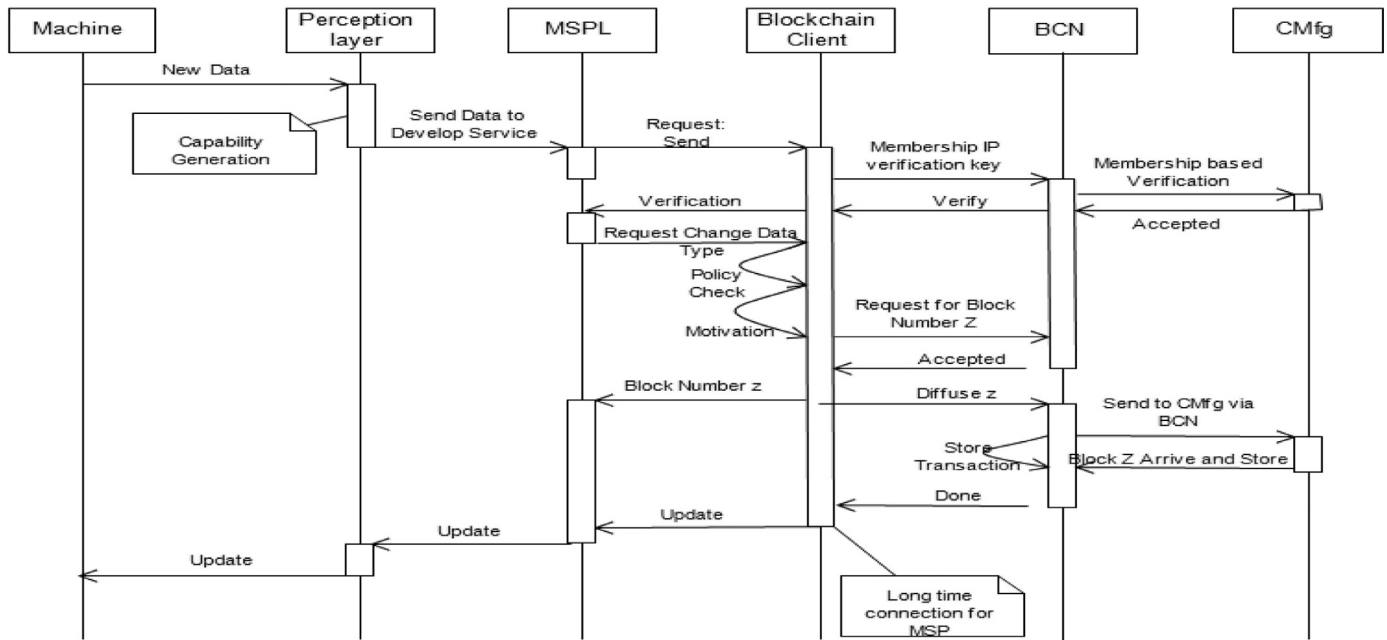 Machine
Perception
layer
MSPL
Blockchain
Client
BCN
CMfg
New Data
Capability
Generation
Send Data to
Develop Service
Request:
Send
Membership IP
verification key
Membership based
Verification
Verification
Verify
Accepted
Request Change Data
Type
Policy
Check
Motivation
Request for Block
Number Z
Accepted
Block Number z
Diffuse z
Send to CMfg via
BCN
Store
Transaction
Block Z Arrive and Store
Done
Update
Update
Update
Long time
connection for
MSP